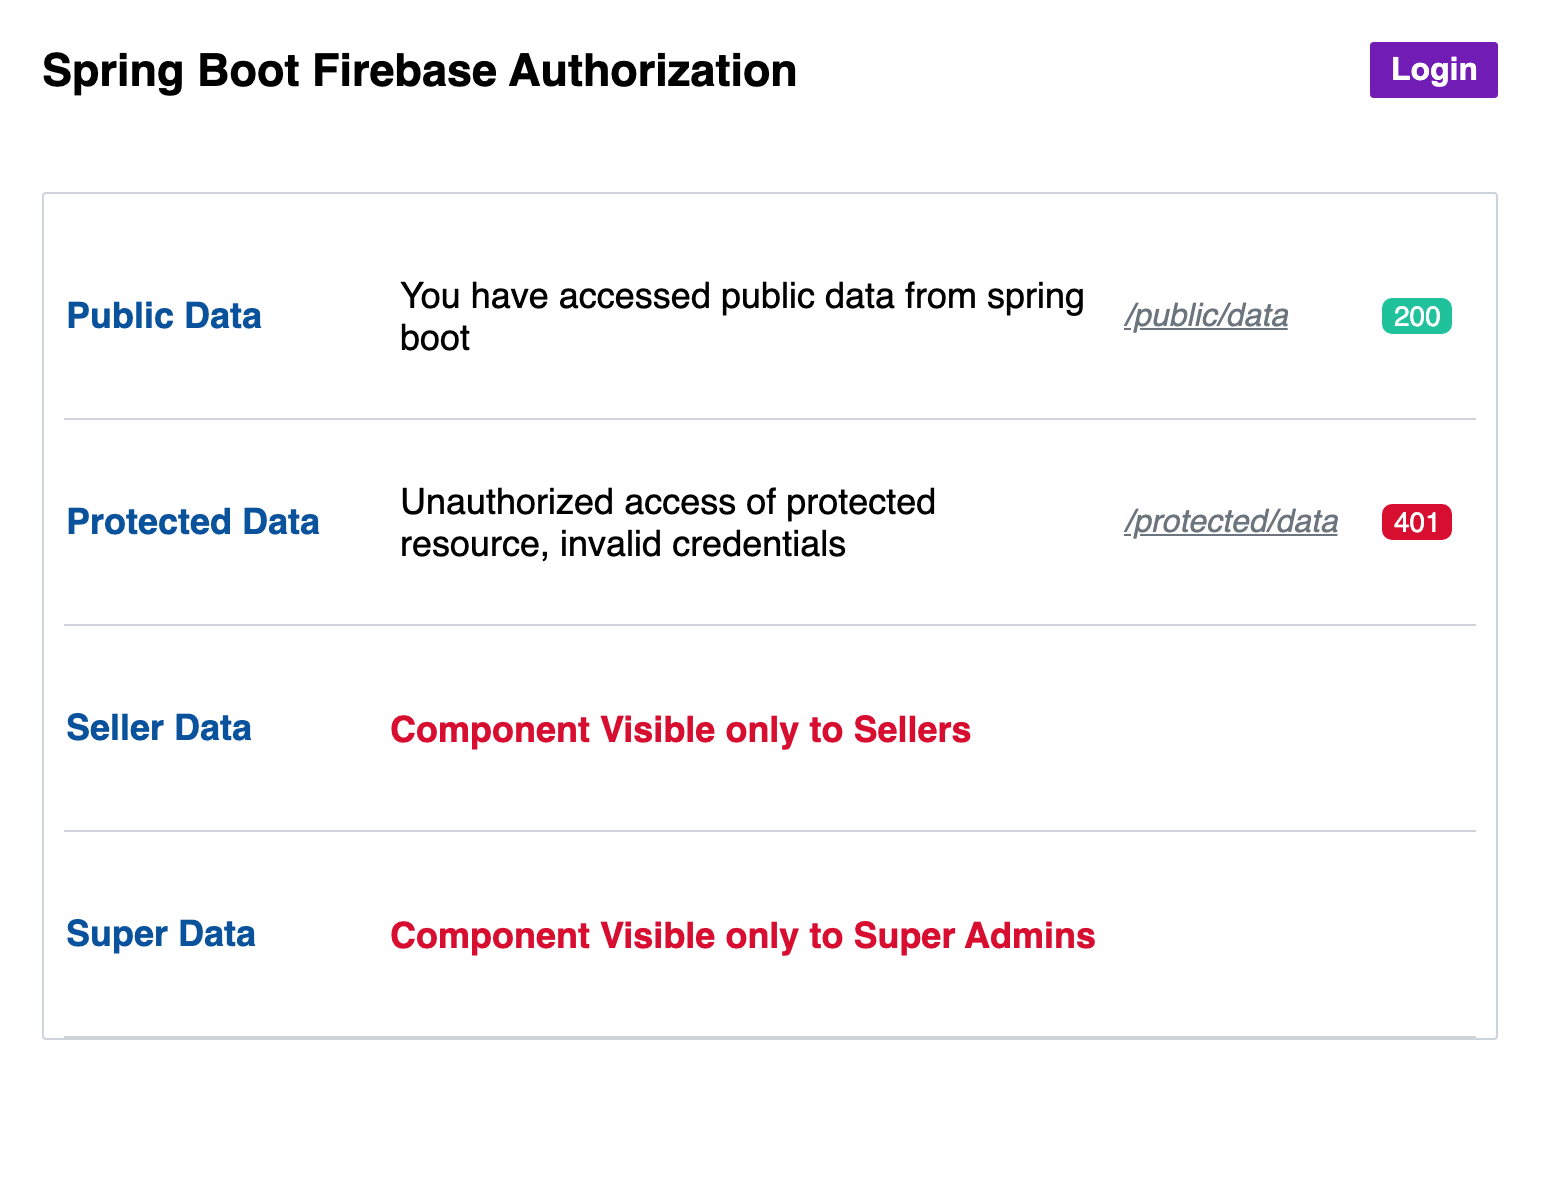 Spring Boot Firebase Authorization
Login
Public Data
You have accessed public data from spring
boot
/public/data
200
Protected Data
Unauthorized access of protected
resource, invalid credentials
/protected/data
401
Seller Data
Component Visible only to Sellers
Super Data
Component Visible only to Super Admins